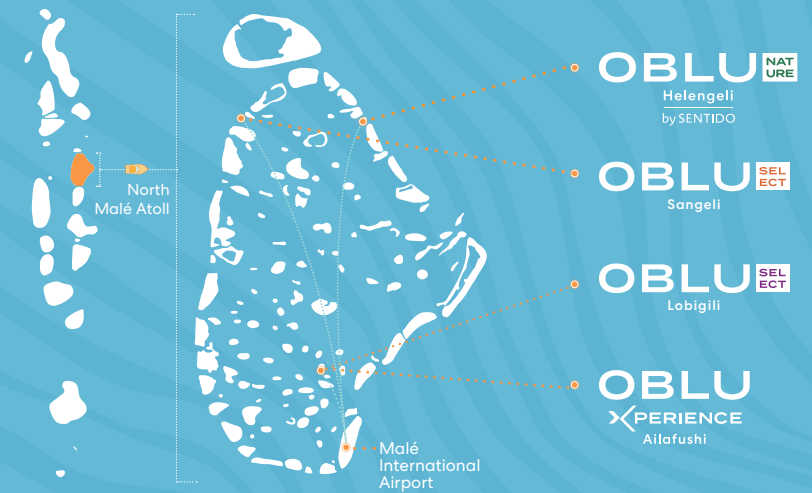 North
Malé Atoll
OBLU NAT
URE
Helengeli
by SENTIDO
OBLU SEL
ECT
Sangeli
OBLU SEL
ECT
Lobigili
OBLU
XPERIENCE
Ailafushi
Malé
International
Airport